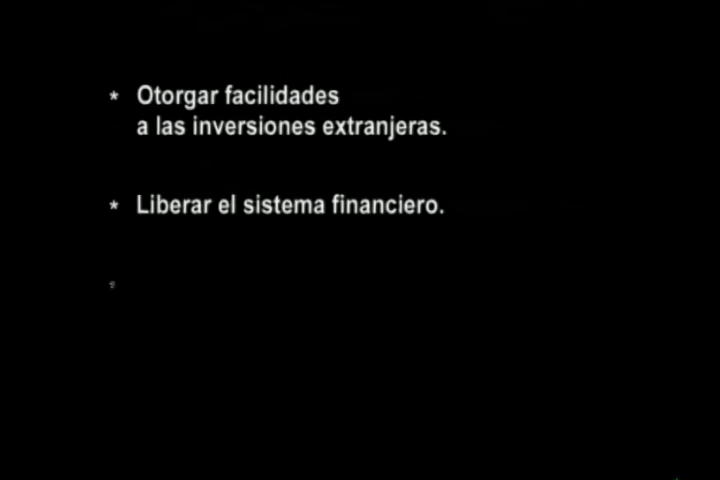 * Otorgar facilidades
a las inversiones extranjeras.
* Liberar el sistema financiero.